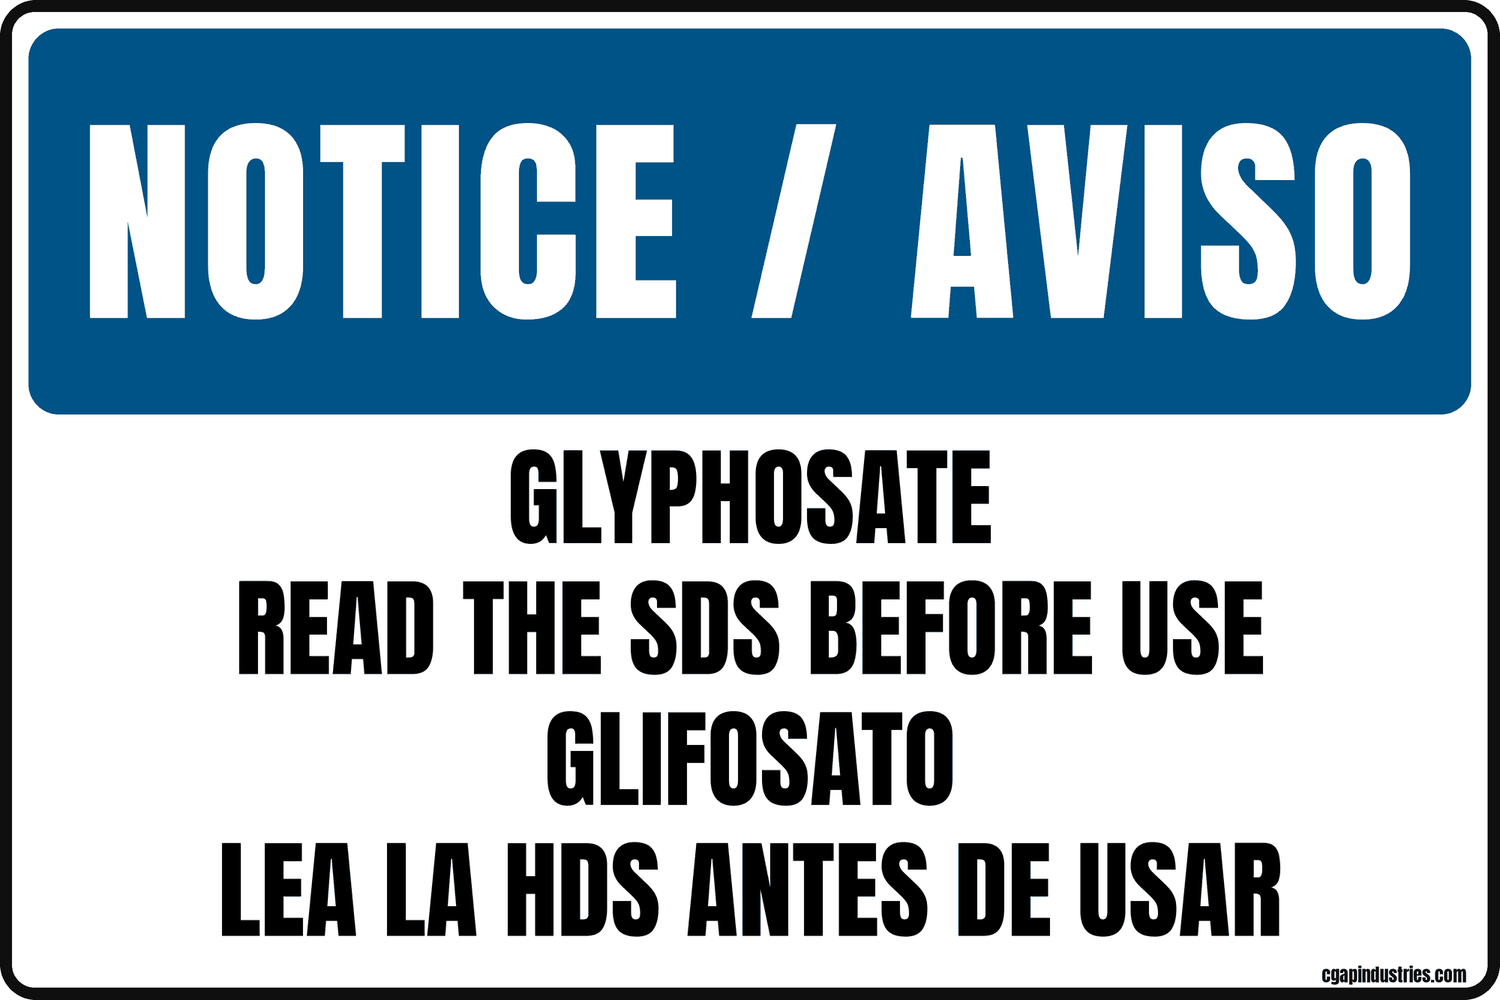 NOTICE / AVISO
GLYPHOSATE
READ THE SDS BEFORE USE
GLIFOSATO
LEA LA HDS ANTES DE USAR
cgapindustries.com